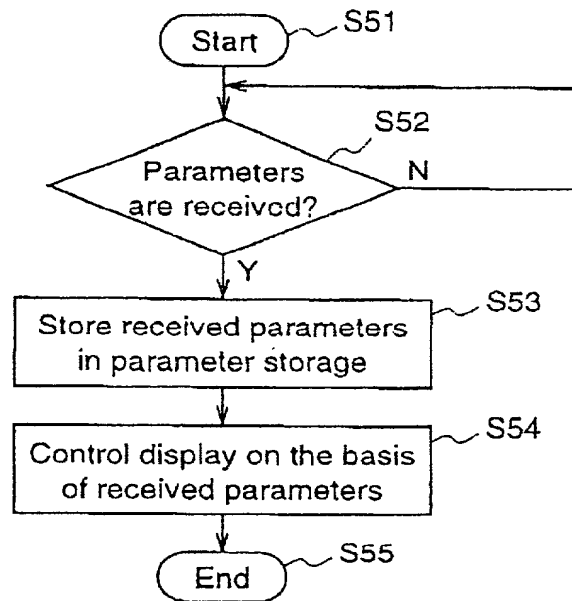 Start
S51
S52
Parameters
are received?
N
Y
S53
Store received parameters
in parameter storage
S54
Control display on the basis
of received parameters
S55
End